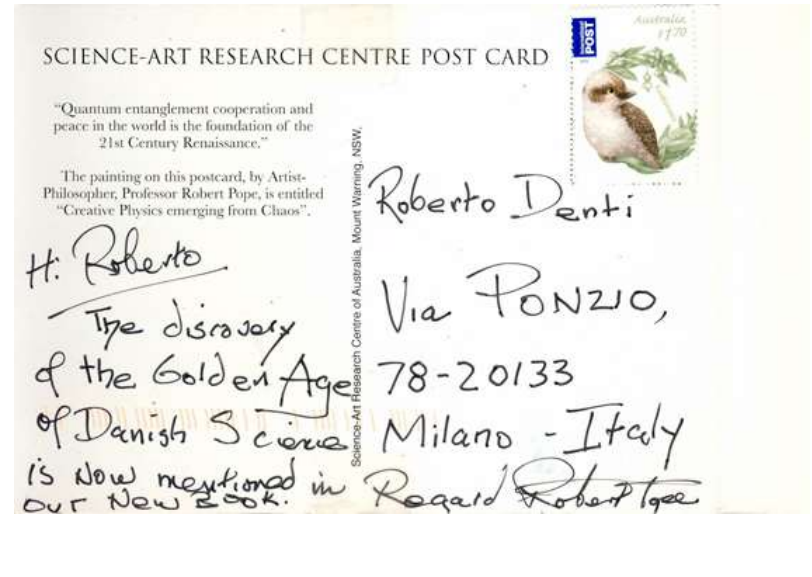 SCIENCE-ART RESEARCH CENTRE POST CARD
International
POST
Australia
$1.70
"Quantum entanglement cooperation and
peace in the world is the foundation of the
21st Century Renaissance."
The painting on this postcard, by Artist-
Philosopher, Professor Robert Pope, is entitled
"Creative Physics emerging from Chaos".
Hi Roberto
The discovery
of the Golden Age
of Danish Science
is Now mentioned in
our New Book.
Science-Art Research Centre of Australia, Mount Warning. NSW.
Roberto Denti
Via PONZIO,
78-20133
Milano - Italy
Regard Robert